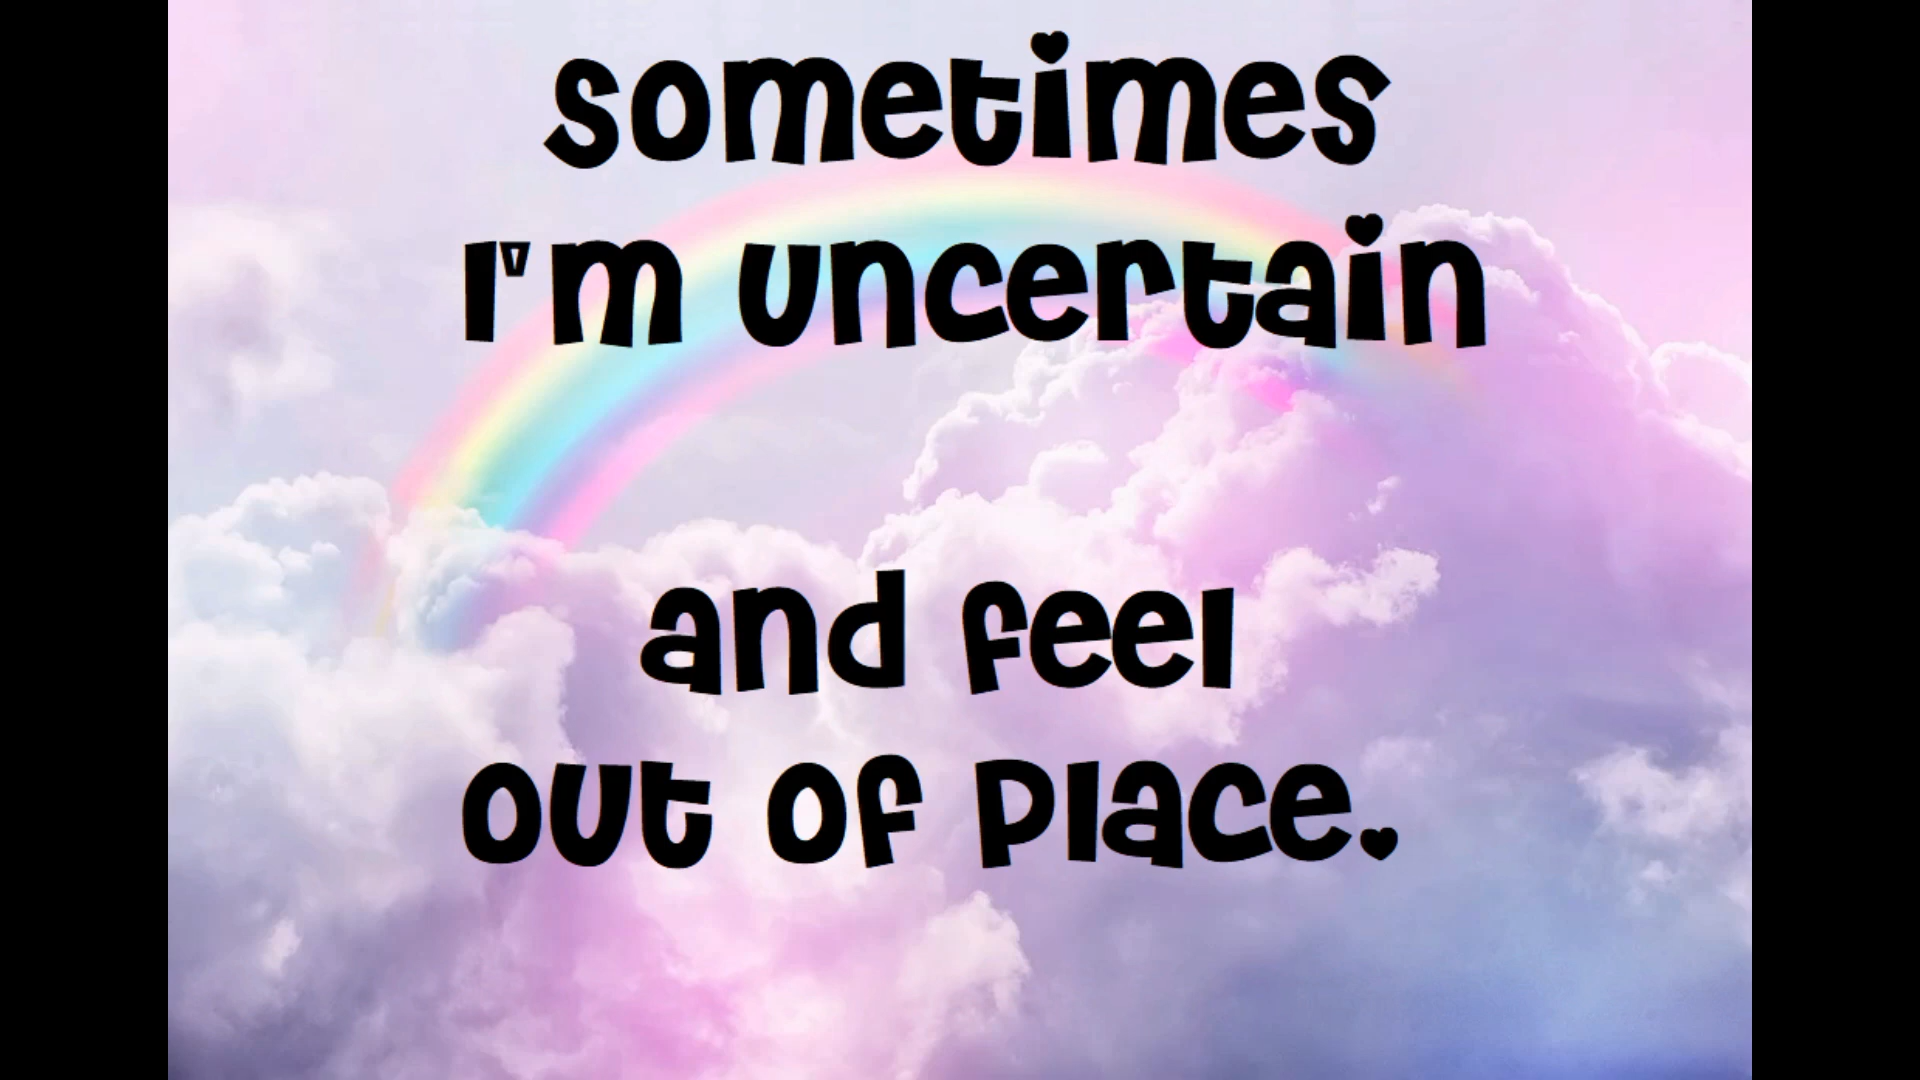 sometimes
I'm uncertain
and feel
out of place.